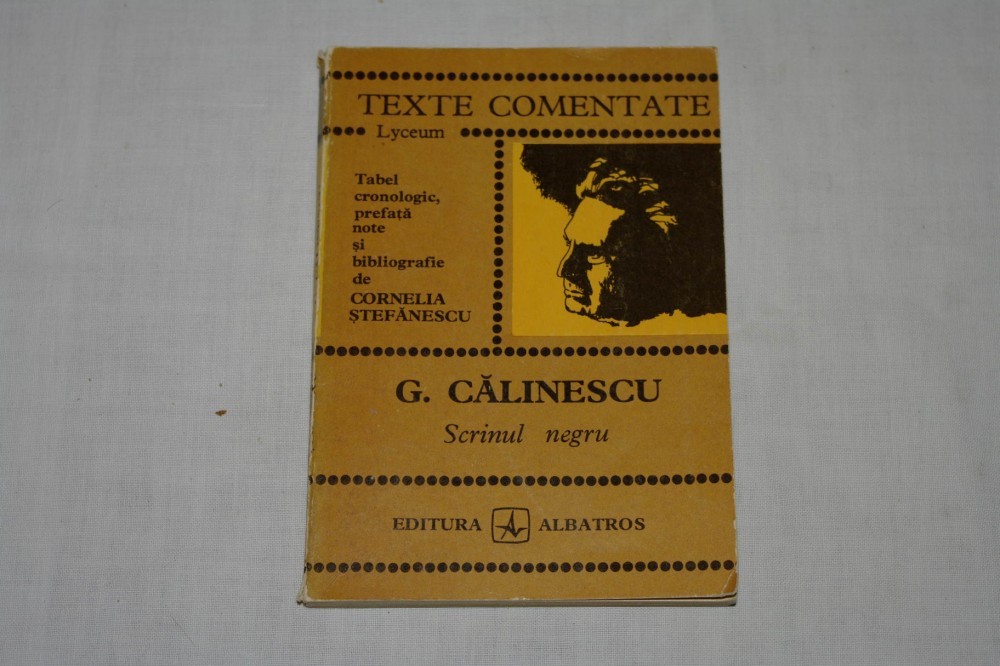 TEXTE COMENTATE
Lyceum
Tabel
cronologic,
prefață
note
și
bibliografie
de
CORNELIA
ȘTEFĂNESCU
G. CĂLINESCU
Scrinul negru
EDITURA ALBATROS